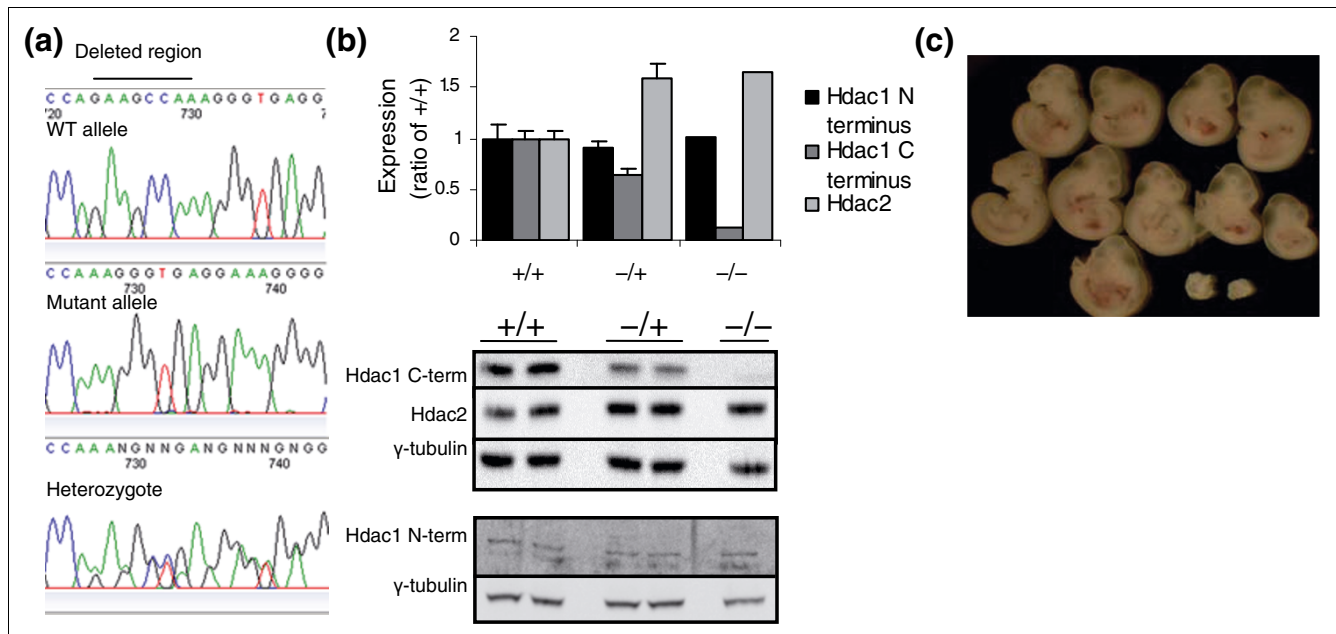 (a)
Deleted region
C C A G A A G C C A A A G G G T G A G G
720 730
WT allele
C C A A A G G G T G A G G A A A G G G G
730 740
Mutant allele
C C A A A N G N N G A N G N N N G N G G
730 740
Heterozygote
(b)
Expression
(ratio of +/+)
2
1.5
1
0.5
0
+/+ –/+ –/–
Hdac1 N
terminus
Hdac1 C
terminus
Hdac2
+/+ –/+ –/–
Hdac1 C-term
Hdac2
γ-tubulin
Hdac1 N-term
γ-tubulin
(c)